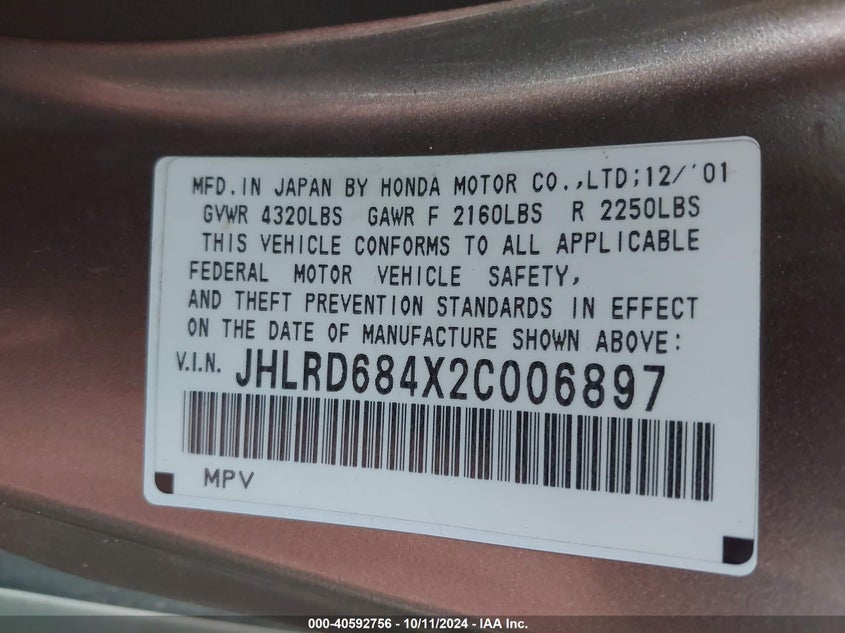 MFD. IN JAPAN BY HONDA MOTOR CO.,LTD;12/'01
GVWR 4320LBS GAWR F 2160LBS R 2250LBS
THIS VEHICLE CONFORMS TO ALL APPLICABLE
FEDERAL MOTOR VEHICLE SAFETY,
AND THEFT PREVENTION STANDARDS IN EFFECT
ON THE DATE OF MANUFACTURE SHOWN ABOVE:
V.I.N. JHLRD684X2C006897
MPV
000-40592756 - 10/11/2024 - IAA Inc.